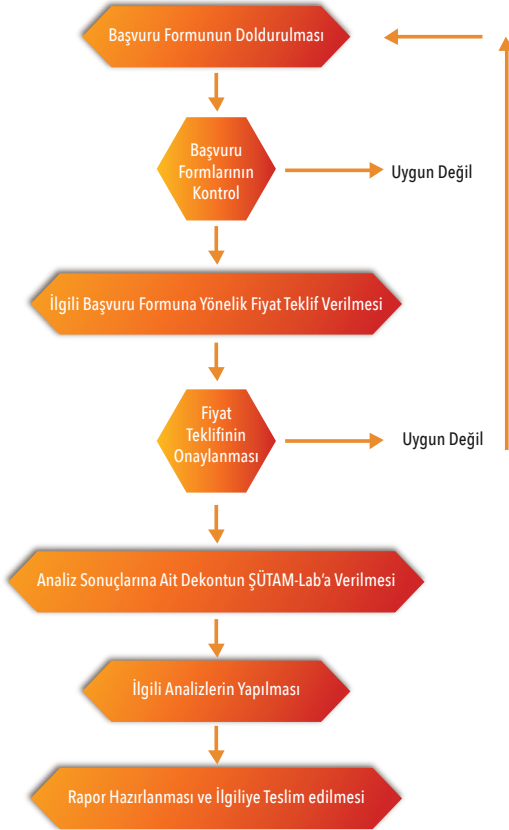 Başvuru Formunun Doldurulması
Başvuru
Formlarının
Kontrol
Uygun Değil
İlgili Başvuru Formuna Yönelik Fiyat Teklif Verilmesi
Fiyat
Teklifinin
Onaylanması
Uygun Değil
Analiz Sonuçlarına Ait Dekontun ŞÜTAM-Lab'a Verilmesi
İlgili Analizlerin Yapılması
Rapor Hazırlanması ve İlgiliye Teslim edilmesi